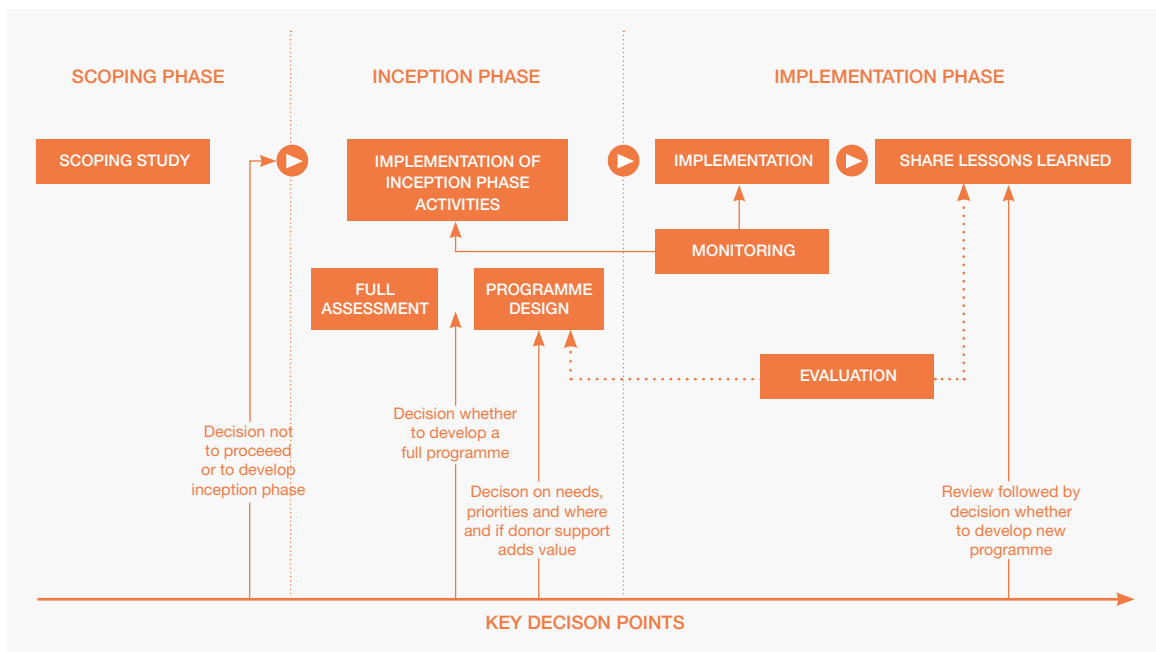 SCOPING PHASE
INCEPTION PHASE
IMPLEMENTATION PHASE
SCOPING STUDY
IMPLEMENTATION OF
INCEPTION PHASE
ACTIVITIES
IMPLEMENTATION
SHARE LESSONS LEARNED
MONITORING
FULL
ASSESSMENT
PROGRAMME
DESIGN
EVALUATION
Decision not
to proceeed
or to develop
inception phase
Decision whether
to develop a
full programme
Decison on needs,
priorities and where
and if donor support
adds value
Review followed by
decision whether
to develop new
programme
KEY DECISON POINTS